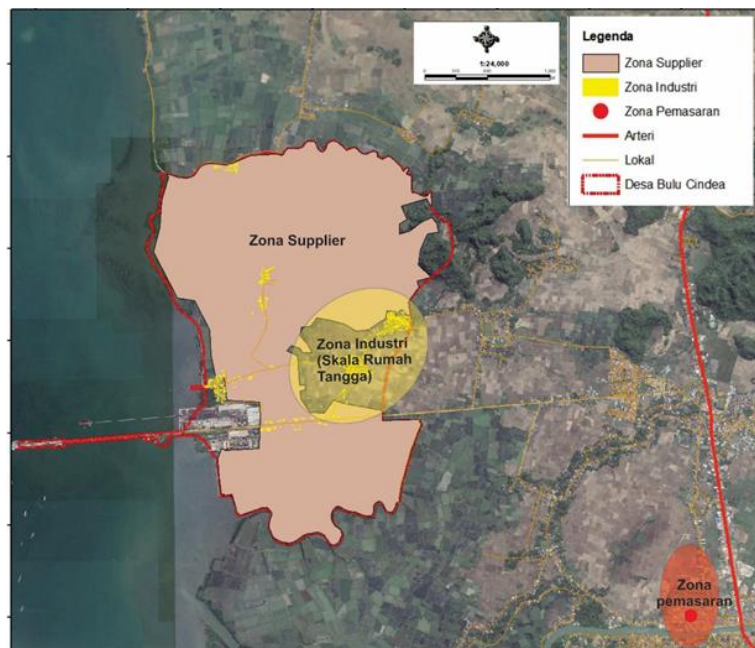 1:24,000
Legenda
Zona Supplier
Zona Industri
Zona Pemasaran
Arteri
Lokal
Desa Bulu Cindea
Zona Supplier
Zona Industri
(Skala Rumah
Tangga)
Zona
pemasaran